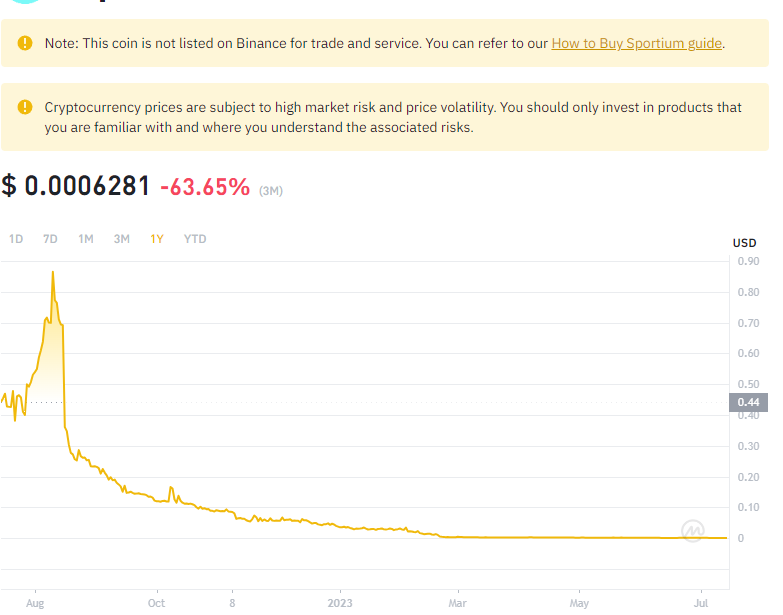 Note: This coin is not listed on Binance for trade and service. You can refer to our How to Buy Sportium guide.
Cryptocurrency prices are subject to high market risk and price volatility. You should only invest in products that
you are familiar with and where you understand the associated risks.
$ 0.0006281 -63.65% (3M)
1D 7D 1M 3M 1Y YTD
USD
0.90
0.80
0.70
0.60
0.50
0.44
0.40
0.30
0.20
0.10
0
Aug Oct 8 2023 Mar May Jul